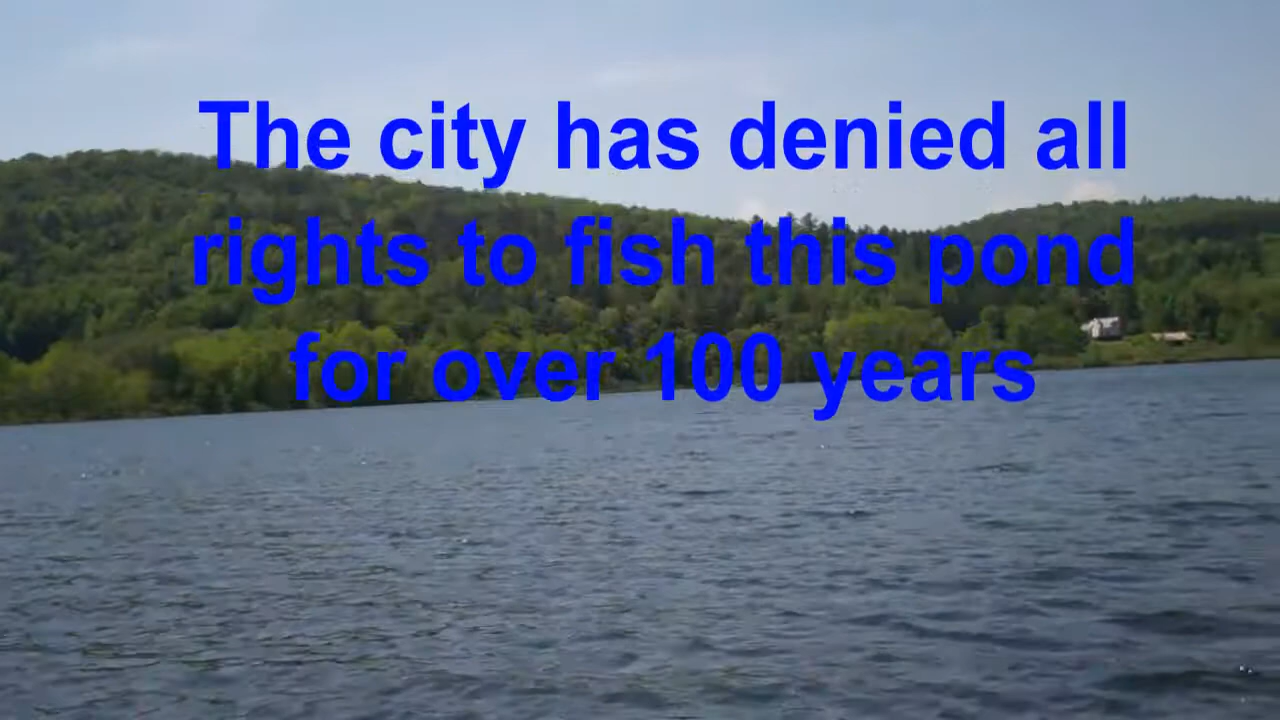 The city has denied all
rights to fish this pond
for over 100 years